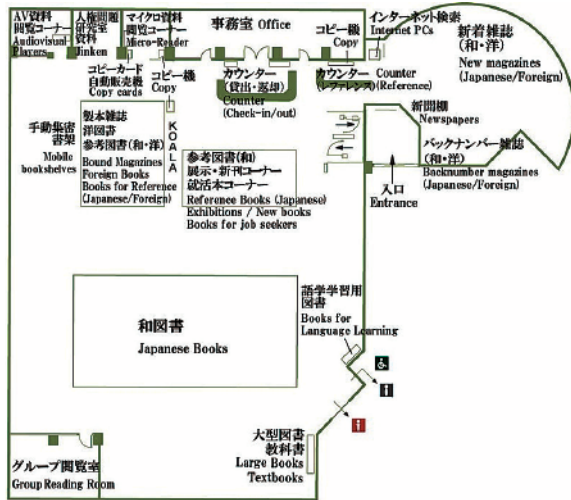 AV資料
閲覧コーナー
Audiovisual
Players
人権問題
研究室
資料
Jinken
マイクロ資料
閲覧コーナー
Micro-Reader
事務室 Office
コピー機
Copy
インターネット検索
Internet PCs
新着雑誌
(和・洋)
New magazines
(Japanese/Foreign)
コピーカード
自動販売機
Copy cards
コピー機
Copy
カウンター
(貸出・返却)
Counter
(Check-in/out)
カウンター Counter
(レファレンス) (Reference)
新聞棚
Newspapers
バックナンバー雑誌
(和・洋)
Backnumber magazines
(Japanese/Foreign)
入口
Entrance
手動集密
書架
Mobile
bookshelves
製本雑誌
洋図書
参考図書(和・洋)
Bound Magazines
Foreign Books
Books for Reference
(Japanese/Foreign)
KOALA
参考図書(和)
展示・新刊コーナー
就活本コーナー
Reference Books (Japanese)
Exhibitions / New books
Books for job seekers
語学学習用
図書
Books for
Language Learning
和図書
Japanese Books
大型図書
教科書
Large Books
Textbooks
グループ閲覧室
Group Reading Room